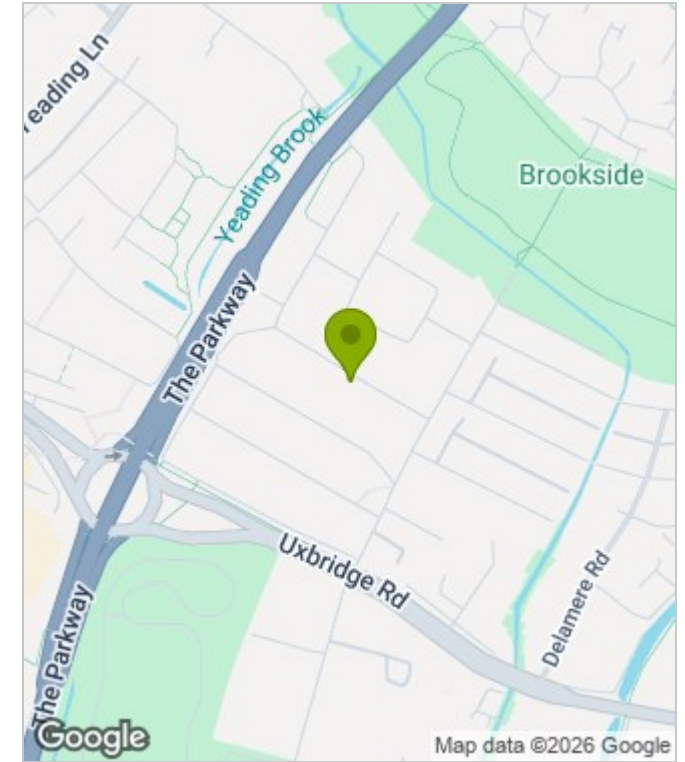 Yeading Ln
Yeading Brook
Brookside
The Parkway
Uxbridge Rd
Delamere Rd
The Parkway
Google
Map data ©2026 Google